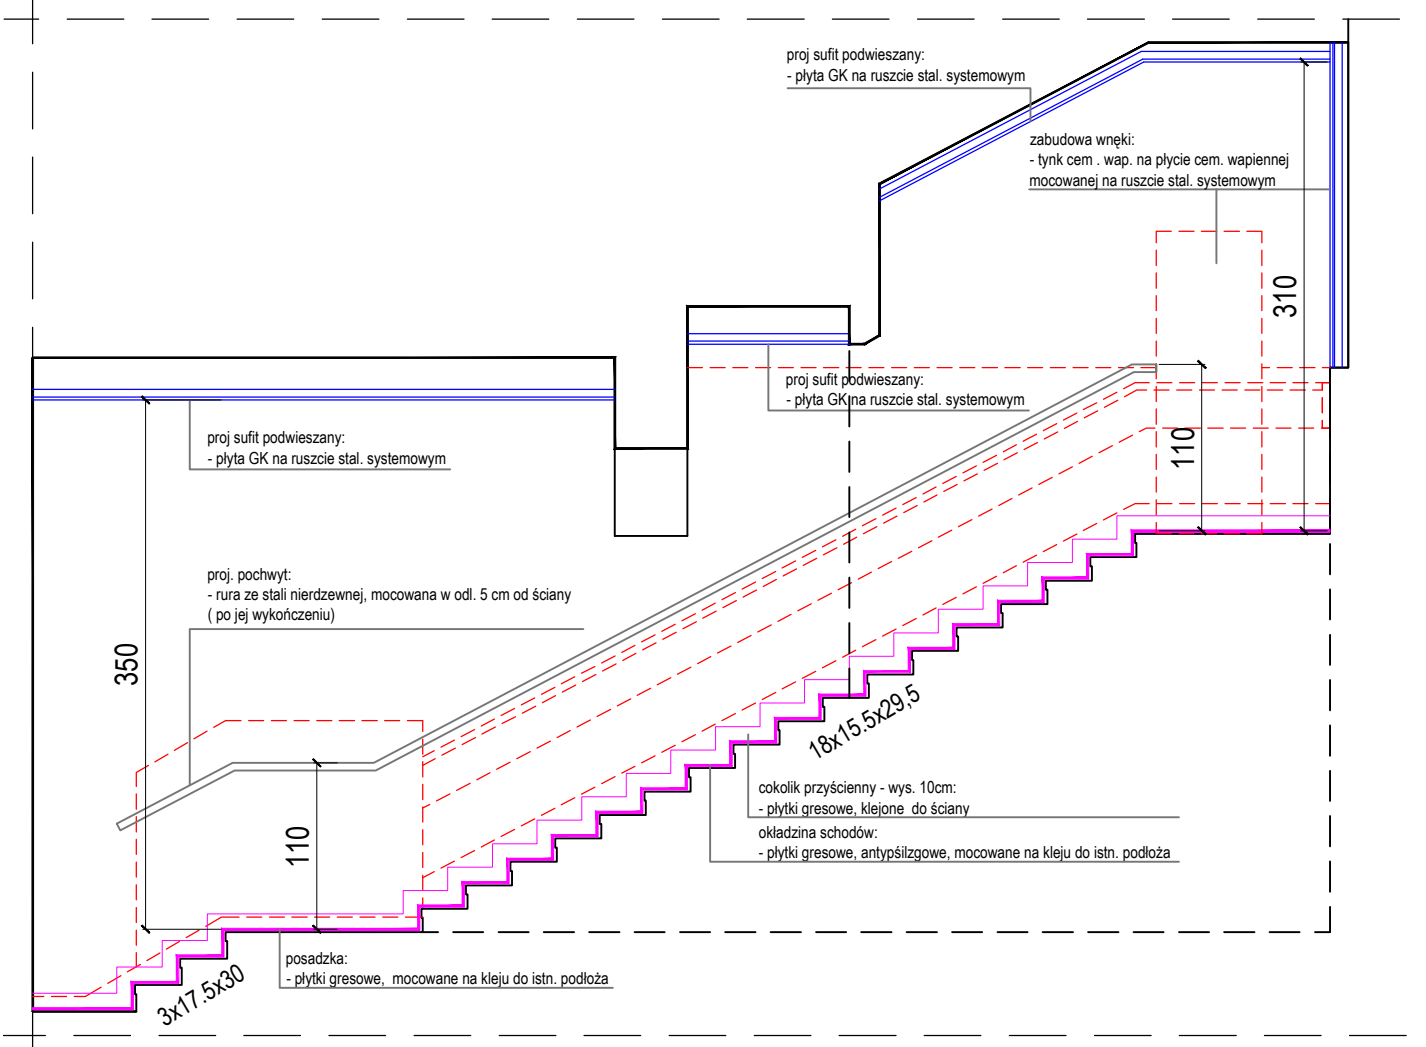 proj sufit podwieszany:
- płyta GK na ruszcie stal. systemowym
zabudowa wnęki:
- tynk cem . wap. na płycie cem. wapiennej
mocowanej na ruszcie stal. systemowym
310
proj sufit podwieszany:
- płyta GK na ruszcie stal. systemowym
proj sufit podwieszany:
- płyta GK na ruszcie stal. systemowym
110
proj. pochwyt:
- rura ze stali nierdzewnej, mocowana w odl. 5 cm od ściany
( po jej wykończeniu)
350
18x15.5x29,5
cokolik przyścienny - wys. 10cm:
- płytki gresowe, klejone do ściany
okładzina schodów:
- płytki gresowe, antypśilzgowe, mocowane na kleju do istn. podłoża
110
posadzka:
- płytki gresowe, mocowane na kleju do istn. podłoża
3x17.5x30